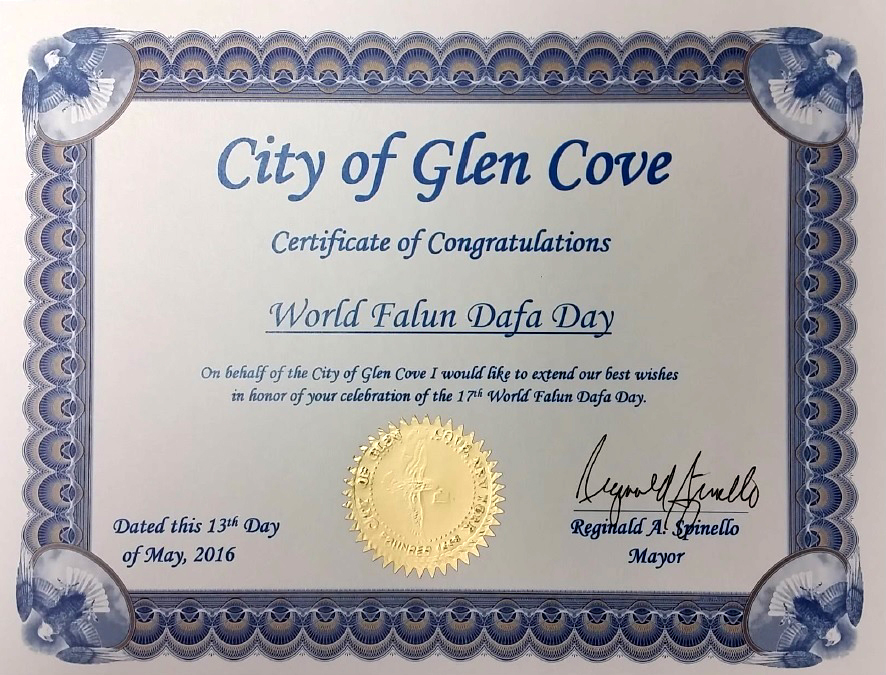 City of Glen Cove
Certificate of Congratulations
World Falun Dafa Day
On behalf of the City of Glen Cove I would like to extend our best wishes
in honor of your celebration of the 17th World Falun Dafa Day.
Dated this 13th Day
of May, 2016
Reginald A. Spinello
Mayor